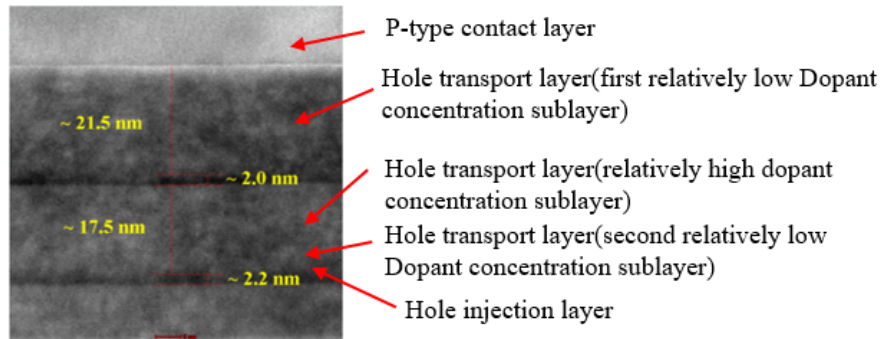 P-type contact layer
Hole transport layer(first relatively low Dopant
concentration sublayer)
~ 21.5 nm
~ 2.0 nm
Hole transport layer(relatively high dopant
concentration sublayer)
~ 17.5 nm
Hole transport layer(second relatively low
Dopant concentration sublayer)
~ 2.2 nm
Hole injection layer